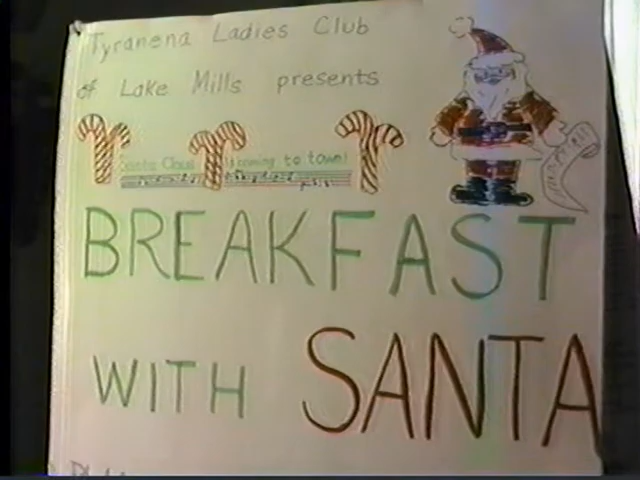 Tyranena Ladies Club
of Lake Mills presents
Santa Claus is coming to town!
BREAKFAST
WITH SANTA